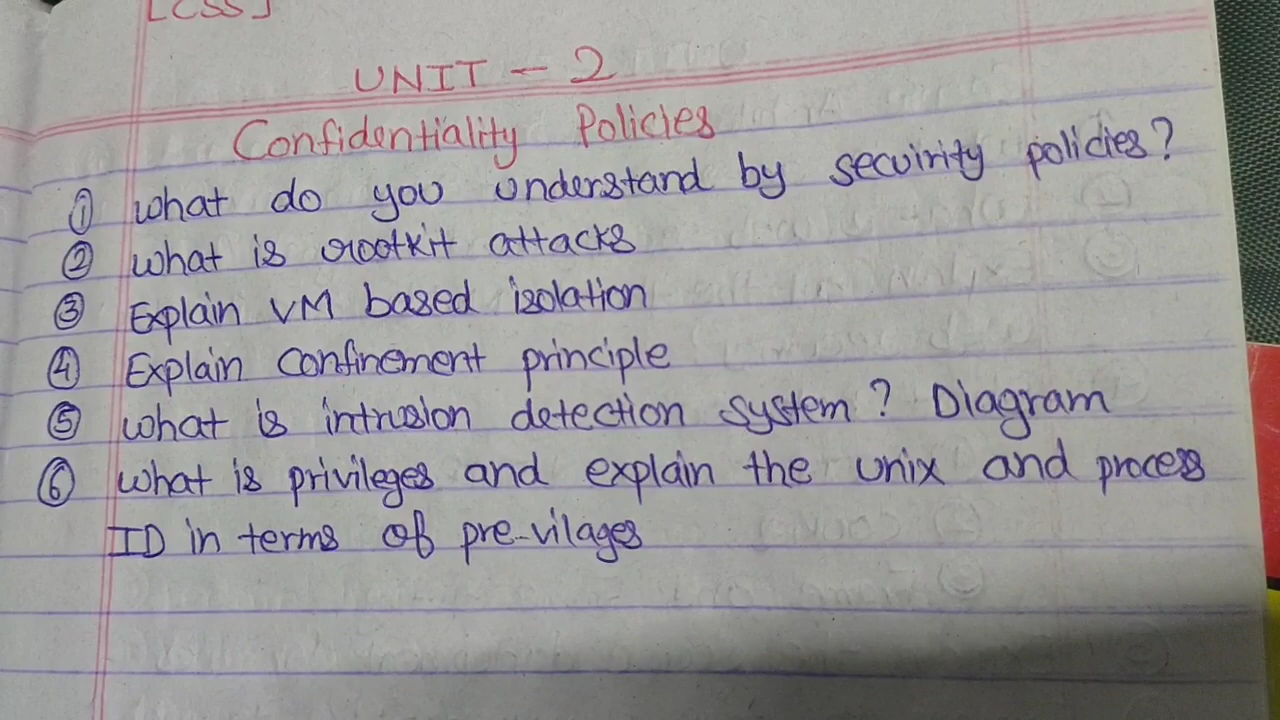 [CSS]
UNIT - 2
Confidentiality Policies
① what do you understand by secuirity policies?
② what is rootkit attacks
③ Explain VM based isolation
④ Explain Confinement principle
⑤ what is intrusion detection system? Diagram
⑥ what is privileges and explain the unix and process
ID in terms of pre-vilages